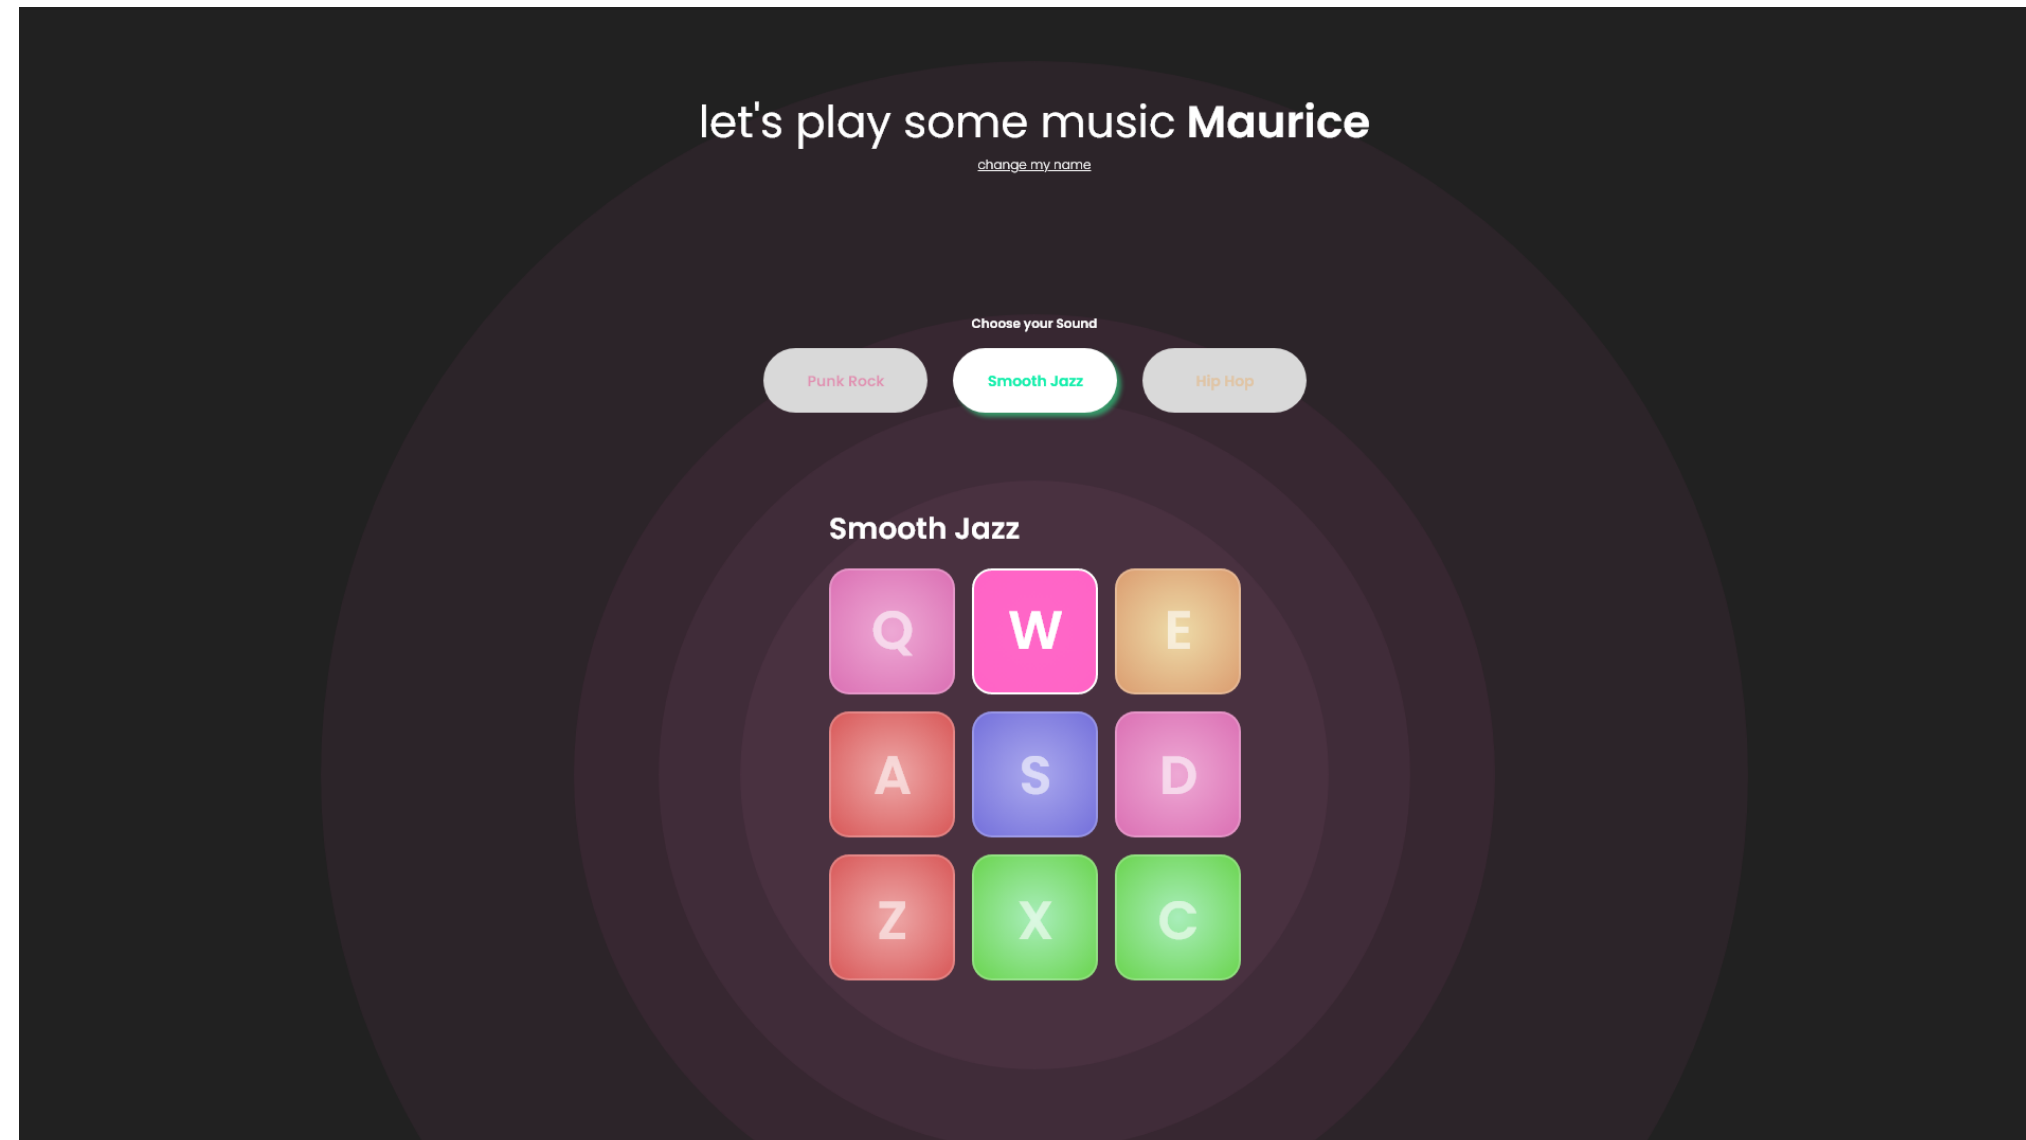 let's play some music Maurice
change my name
Choose your Sound
Punk Rock Smooth Jazz Hip Hop
Smooth Jazz
Q W E
A S D
Z X C